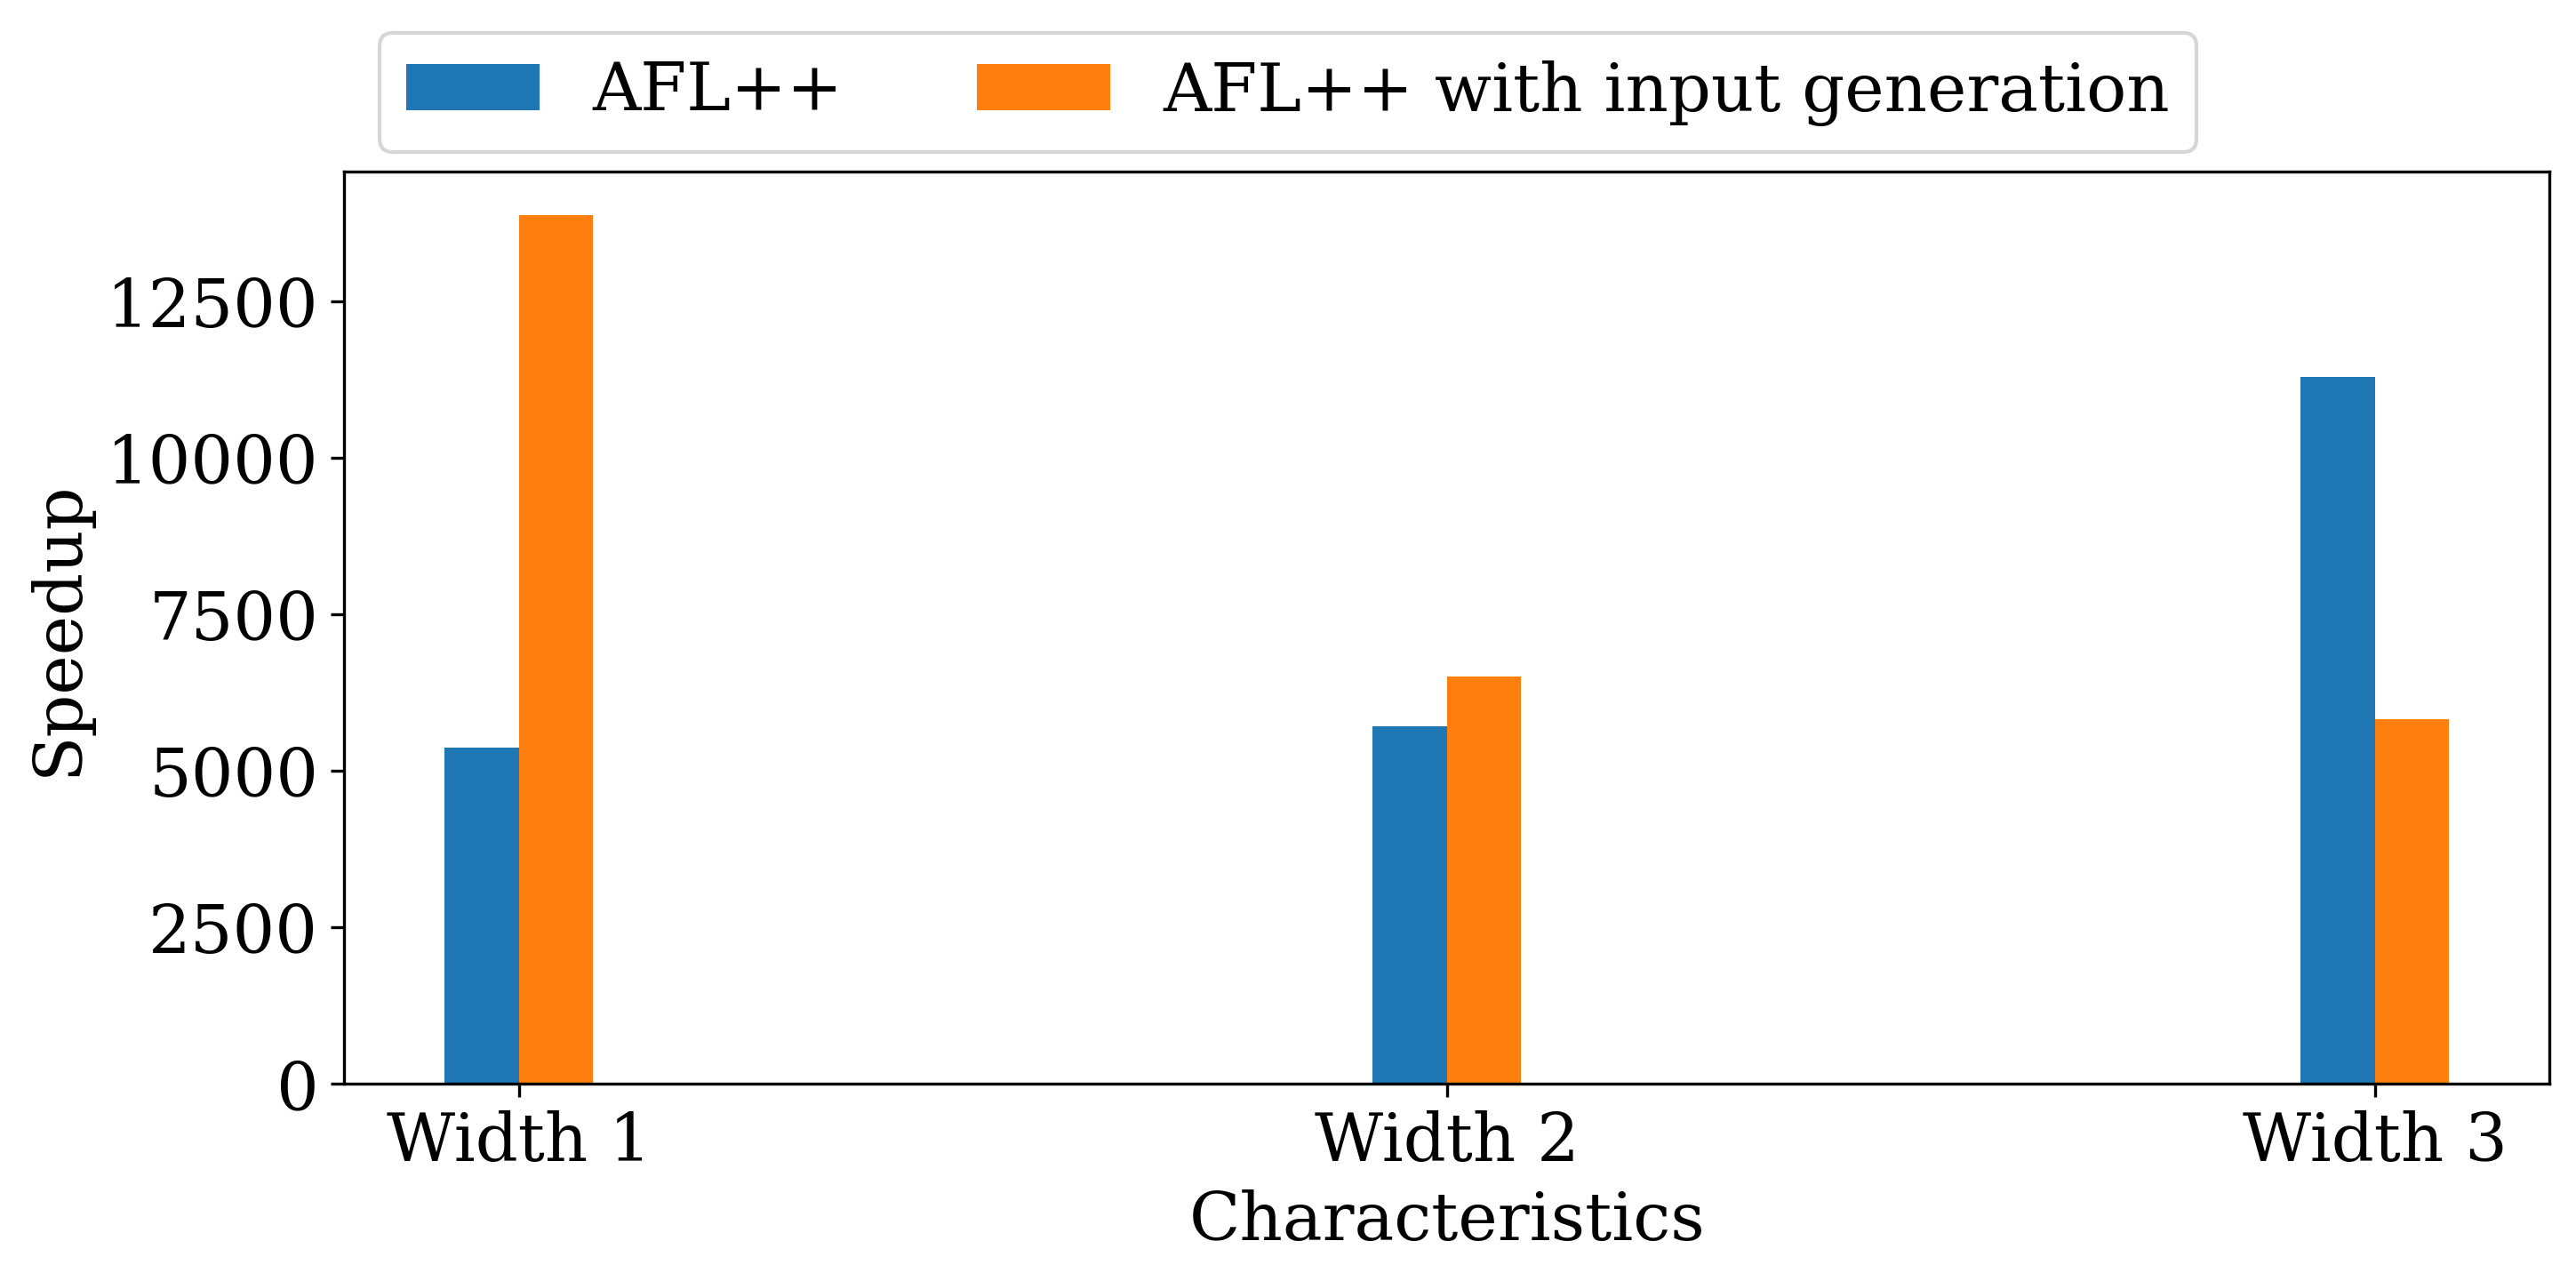 AFL++ AFL++ with input generation
12500
10000
7500
5000
2500
0
Speedup
Width 1 Width 2 Width 3
Characteristics